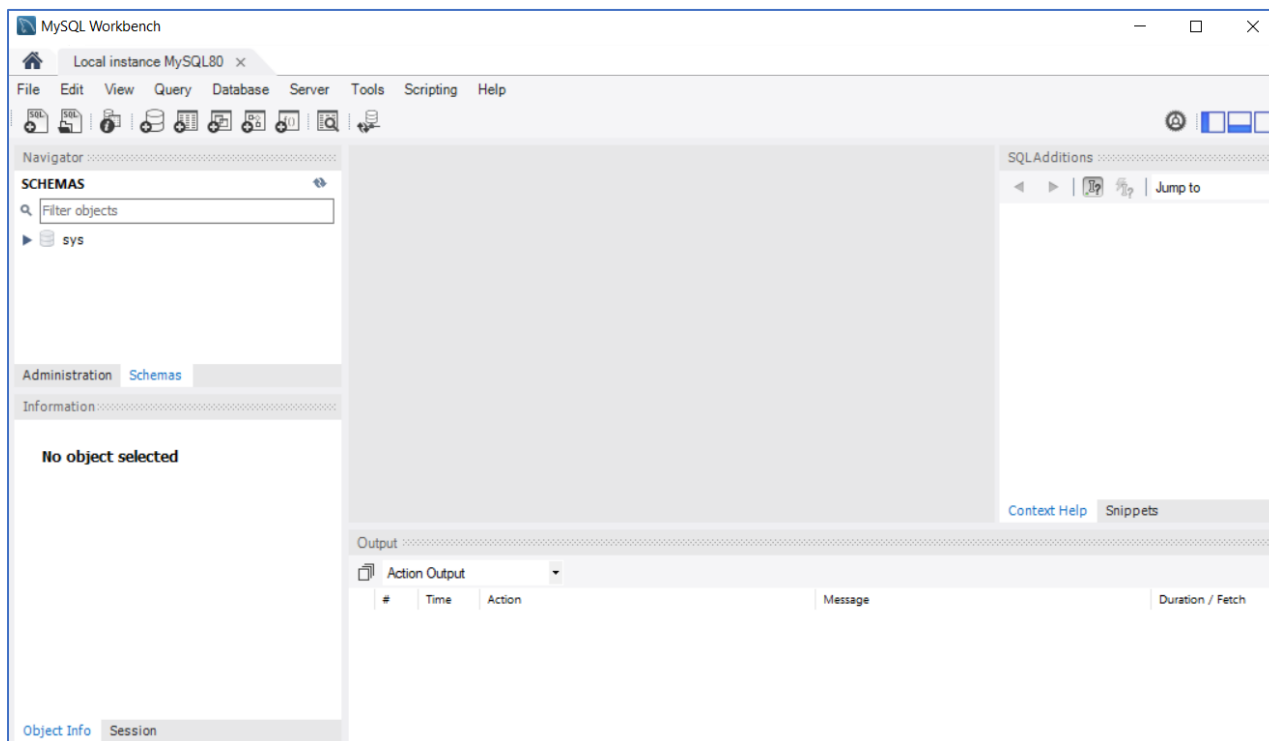 MySQL Workbench
Local instance MySQL80
File Edit View Query Database Server Tools Scripting Help
SQL SQL
Navigator
SCHEMAS
Filter objects
sys
Administration Schemas
Information
No object selected
Object Info Session
SQLAdditions
Jump to
Context Help Snippets
Output
Action Output
# Time Action Message Duration / Fetch